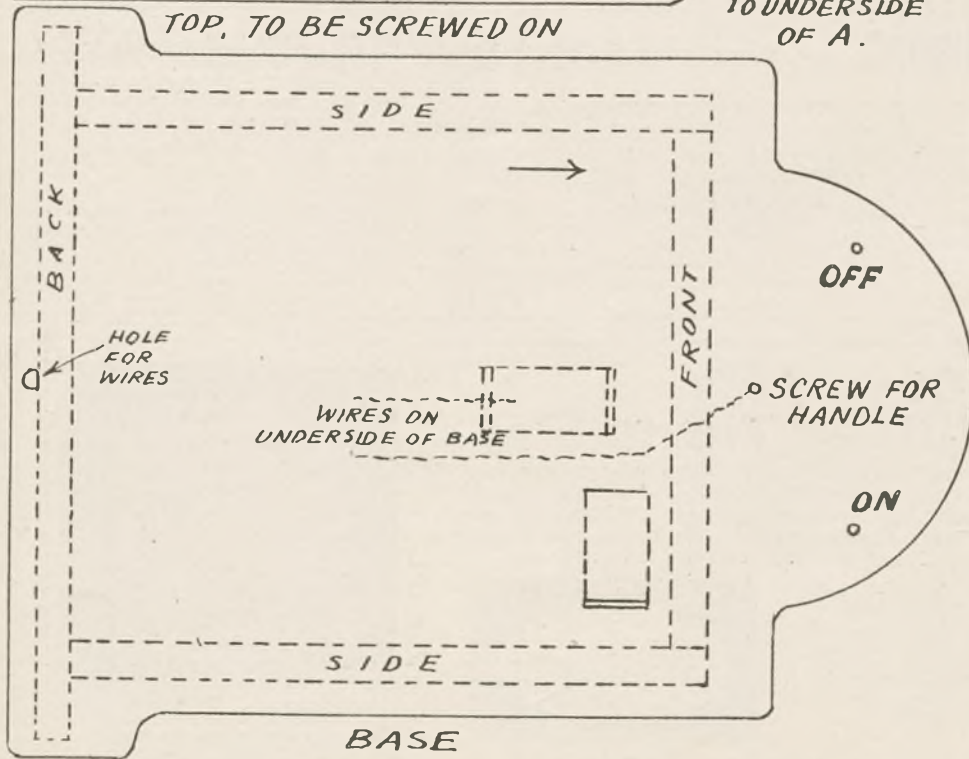 TOP, TO BE SCREWED ON
TO UNDERSIDE
OF A.
SIDE
BACK
OFF
FRONT
HOLE
FOR
WIRES
WIRES ON
UNDERSIDE OF BASE
SCREW FOR
HANDLE
ON
SIDE
BASE